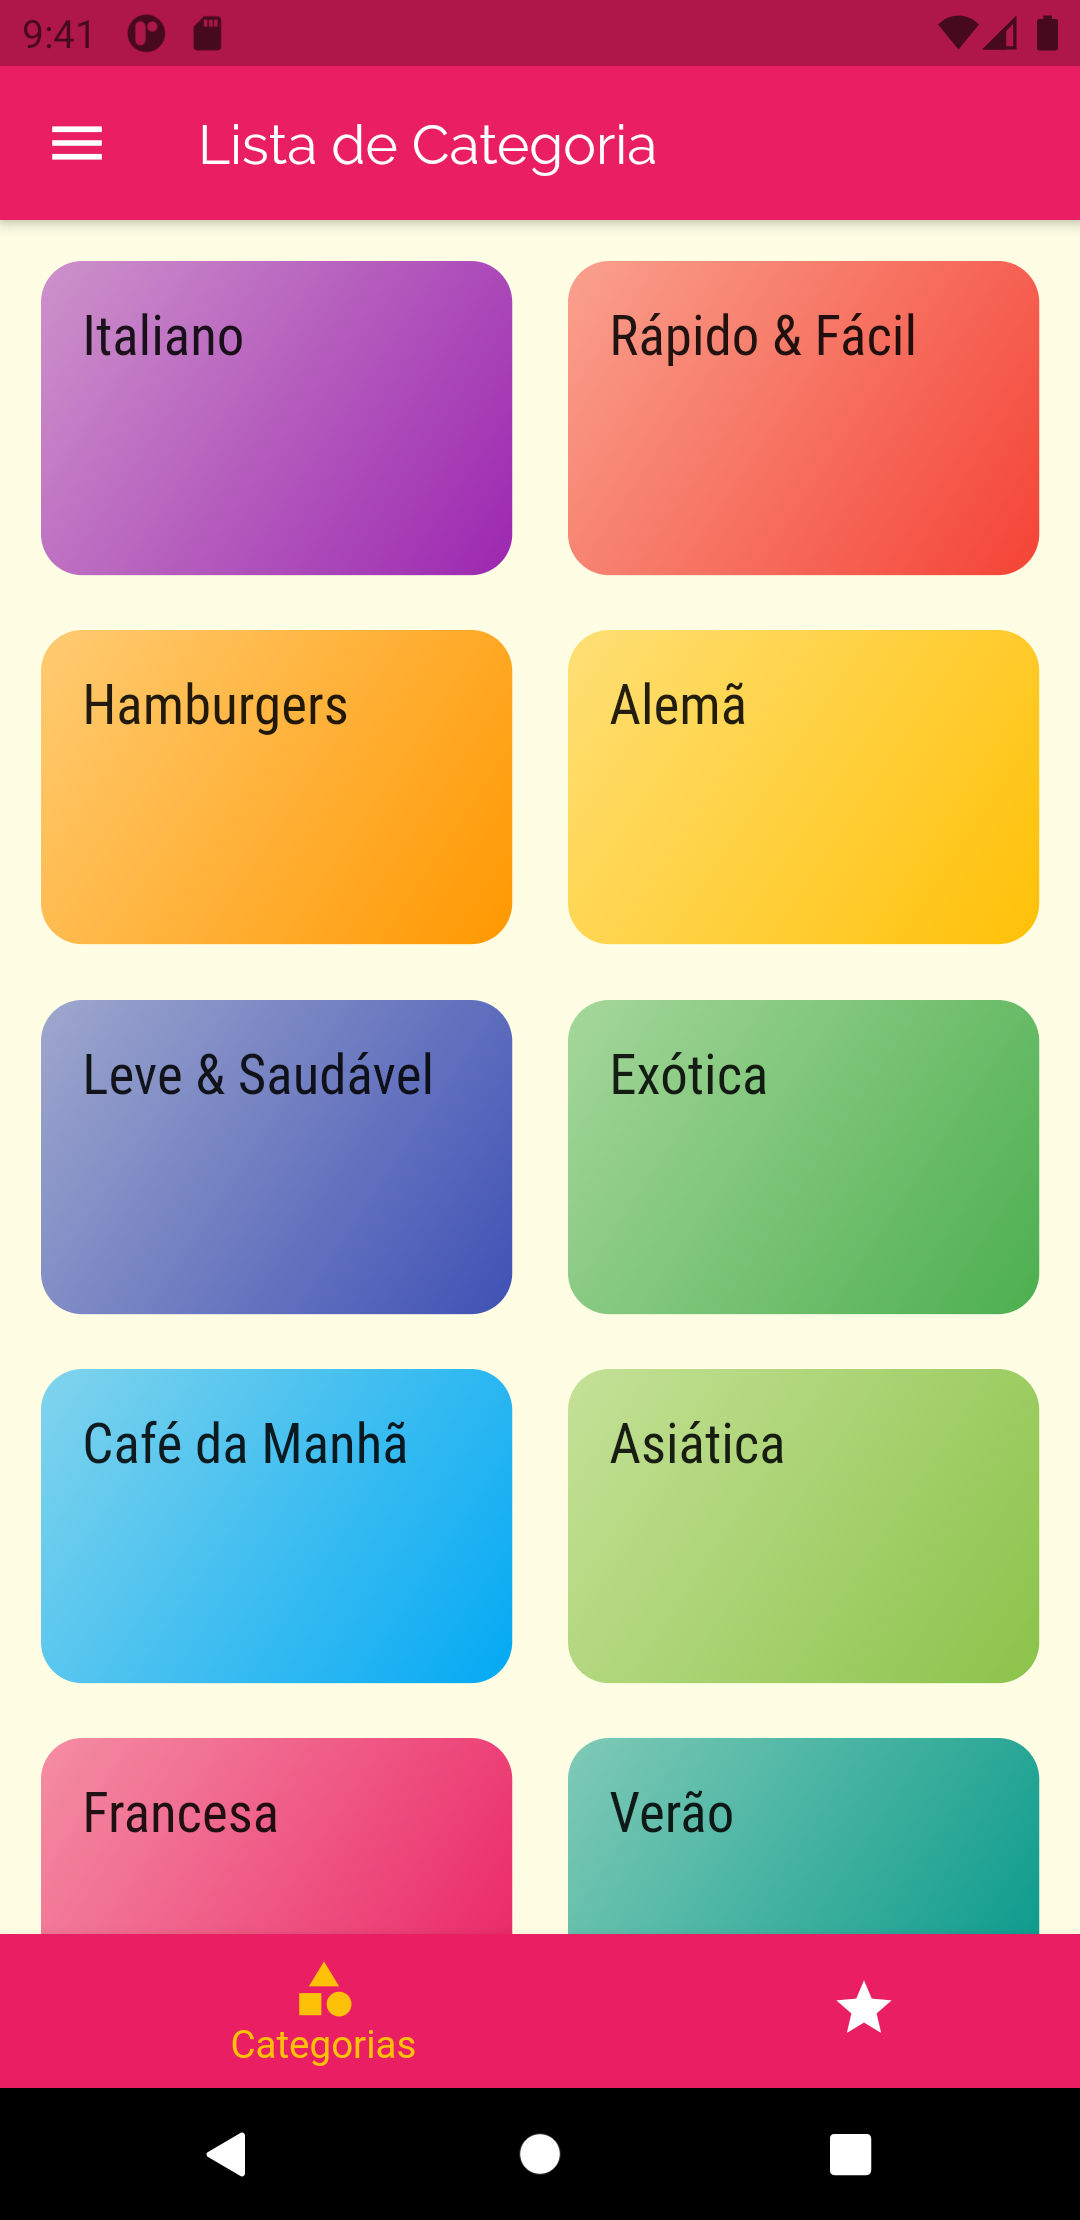 9:41
Lista de Categoria
Italiano
Rápido & Fácil
Hamburgers
Alemã
Leve & Saudável
Exótica
Café da Manhã
Asiática
Francesa
Verão
Categorias